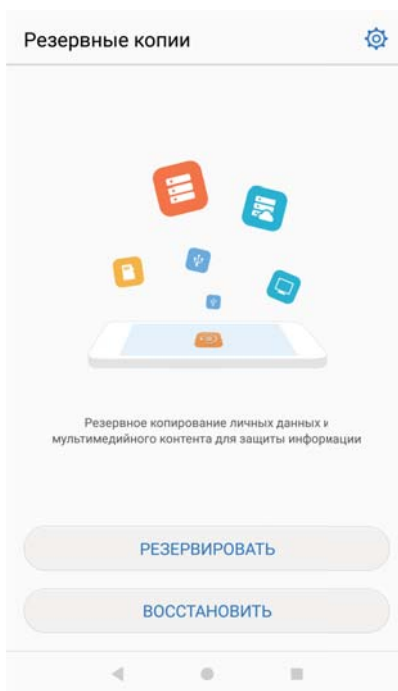 Резервные копии
Резервное копирование личных данных и
мультимедийного контента для защиты информации
РЕЗЕРВИРОВАТЬ
ВОССТАНОВИТЬ